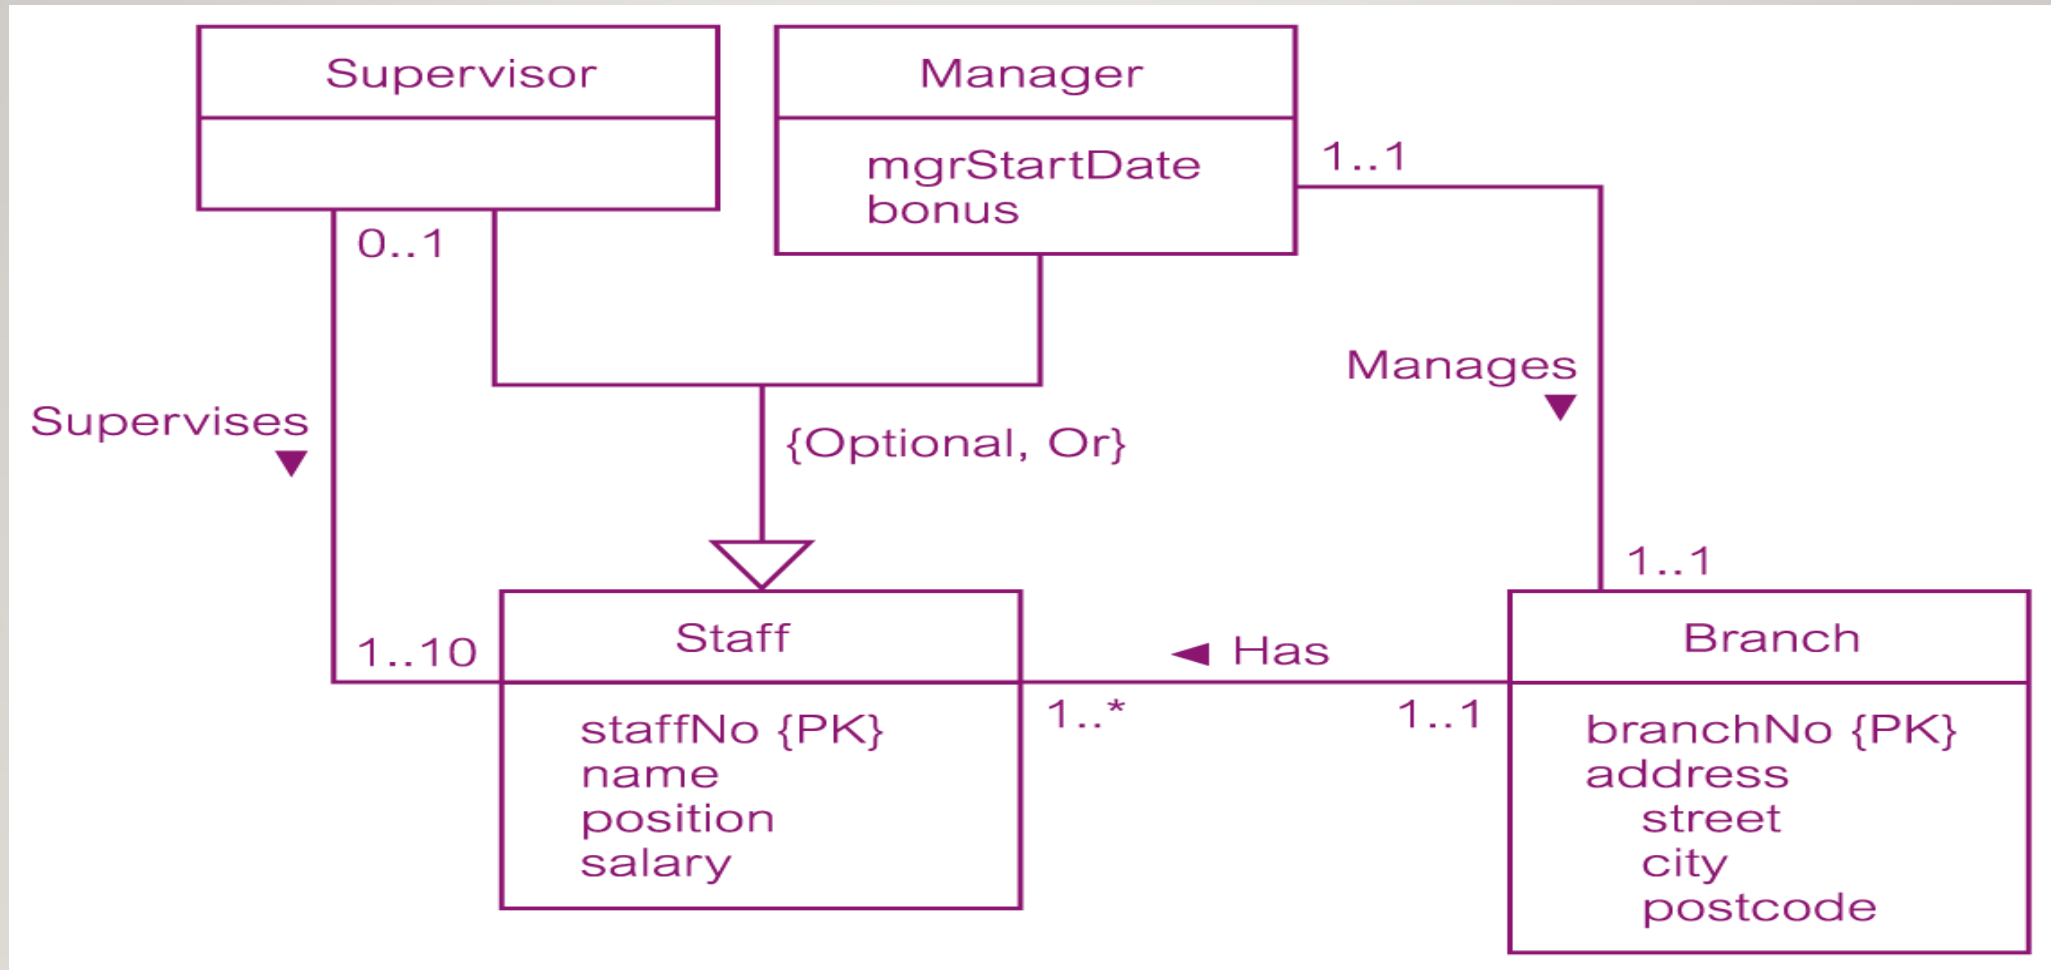 Supervisor
Manager
mgrStartDate
bonus
1..1
0..1
Manages
▼
Supervises
▼
{Optional, Or}
1..1
1..10
Staff
◄ Has
Branch
1..*
1..1
staffNo {PK}
name
position
salary
branchNo {PK}
address
street
city
postcode